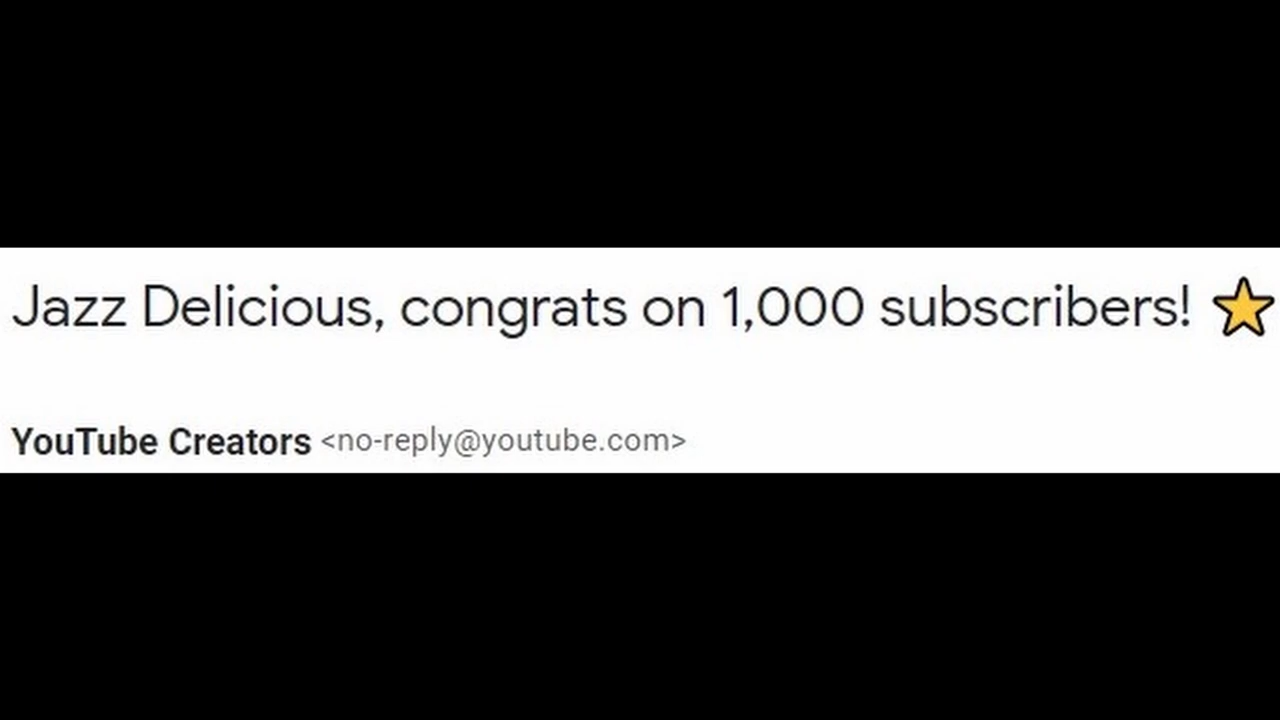 Jazz Delicious, congrats on 1,000 subscribers! ⭐
YouTube Creators <no-reply@youtube.com>